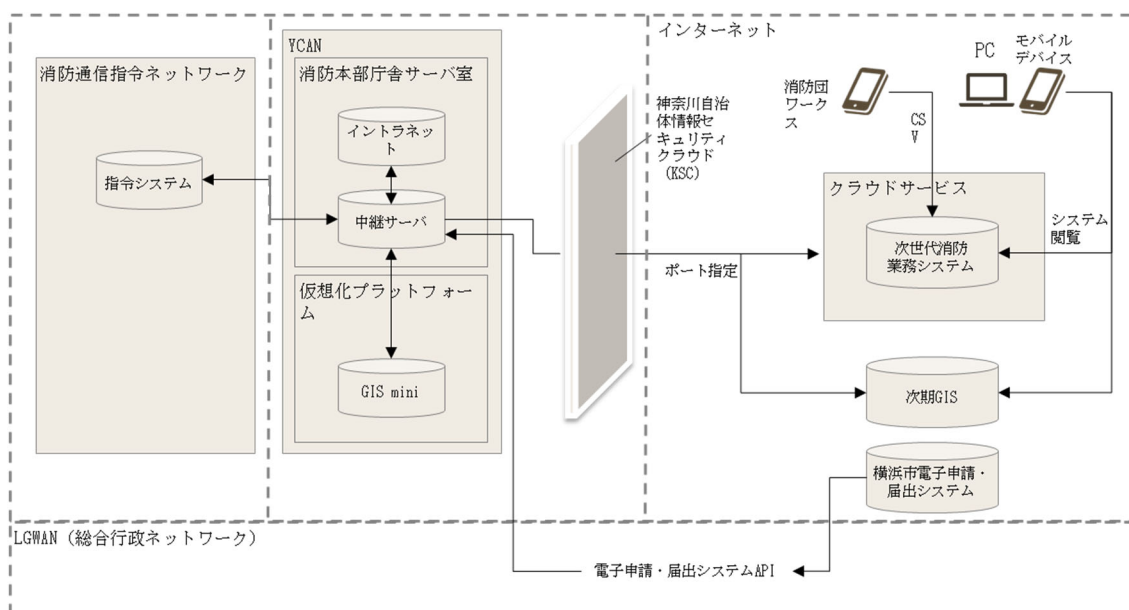 消防通信指令ネットワーク
指令システム
YCAN
消防本部庁舎サーバ室
イントラネッ
ト
中継サーバ
仮想化プラットフォー
ム
GIS mini
神奈川自治
体情報セ
キュリティ
クラウド
(KSC)
インターネット
消防団
ワーク
ス
PC
モバイル
デバイス
CS
V
クラウドサービス
次世代消防
業務システム
システム
閲覧
ポート指定
次期GIS
横浜市電子申請・
届出システム
LGWAN(総合行政ネットワーク)
電子申請・届出システムAPI